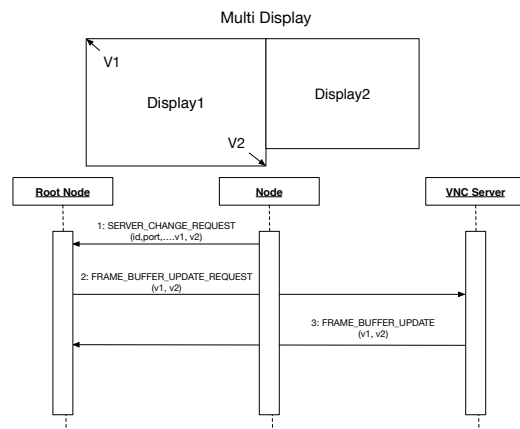 Multi Display
V1
Display1
Display2
V2
Root Node
Node
VNC Server
1: SERVER_CHANGE_REQUEST
(id,port,....v1, v2)
2: FRAME_BUFFER_UPDATE_REQUEST
(v1, v2)
3: FRAME_BUFFER_UPDATE
(v1, v2)